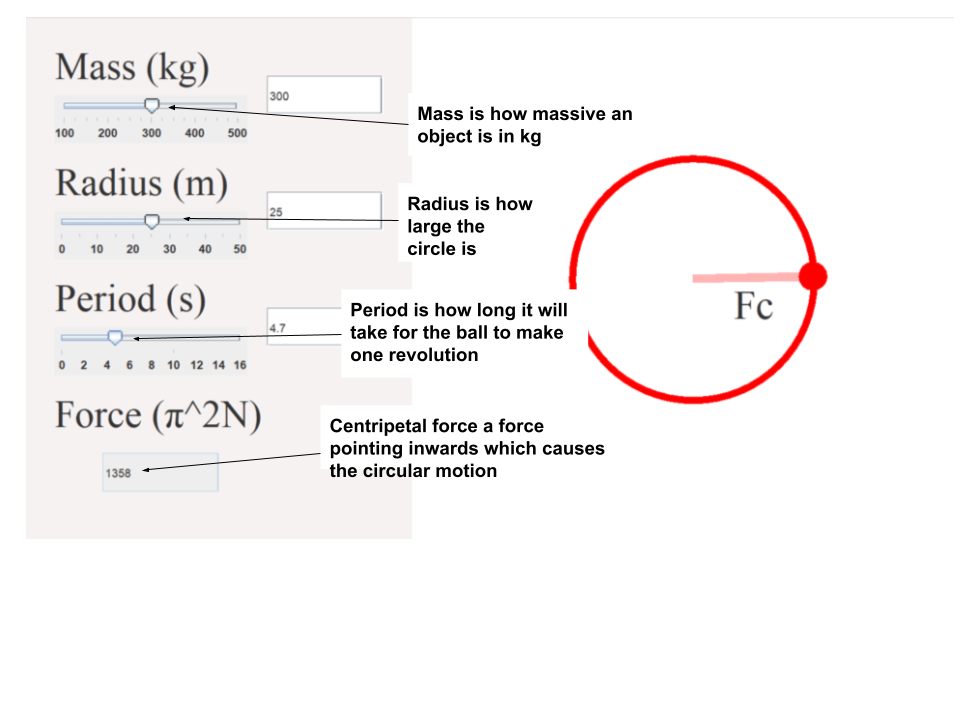 Mass (kg)
300
100 200 300 400 500
Mass is how massive an
object is in kg
Radius (m)
25
0 10 20 30 40 50
Radius is how
large the
circle is
Period (s)
4.7
0 2 4 6 8 10 12 14 16
Period is how long it will
take for the ball to make
one revolution
Fc
Force (π^2N)
1358
Centripetal force a force
pointing inwards which causes
the circular motion